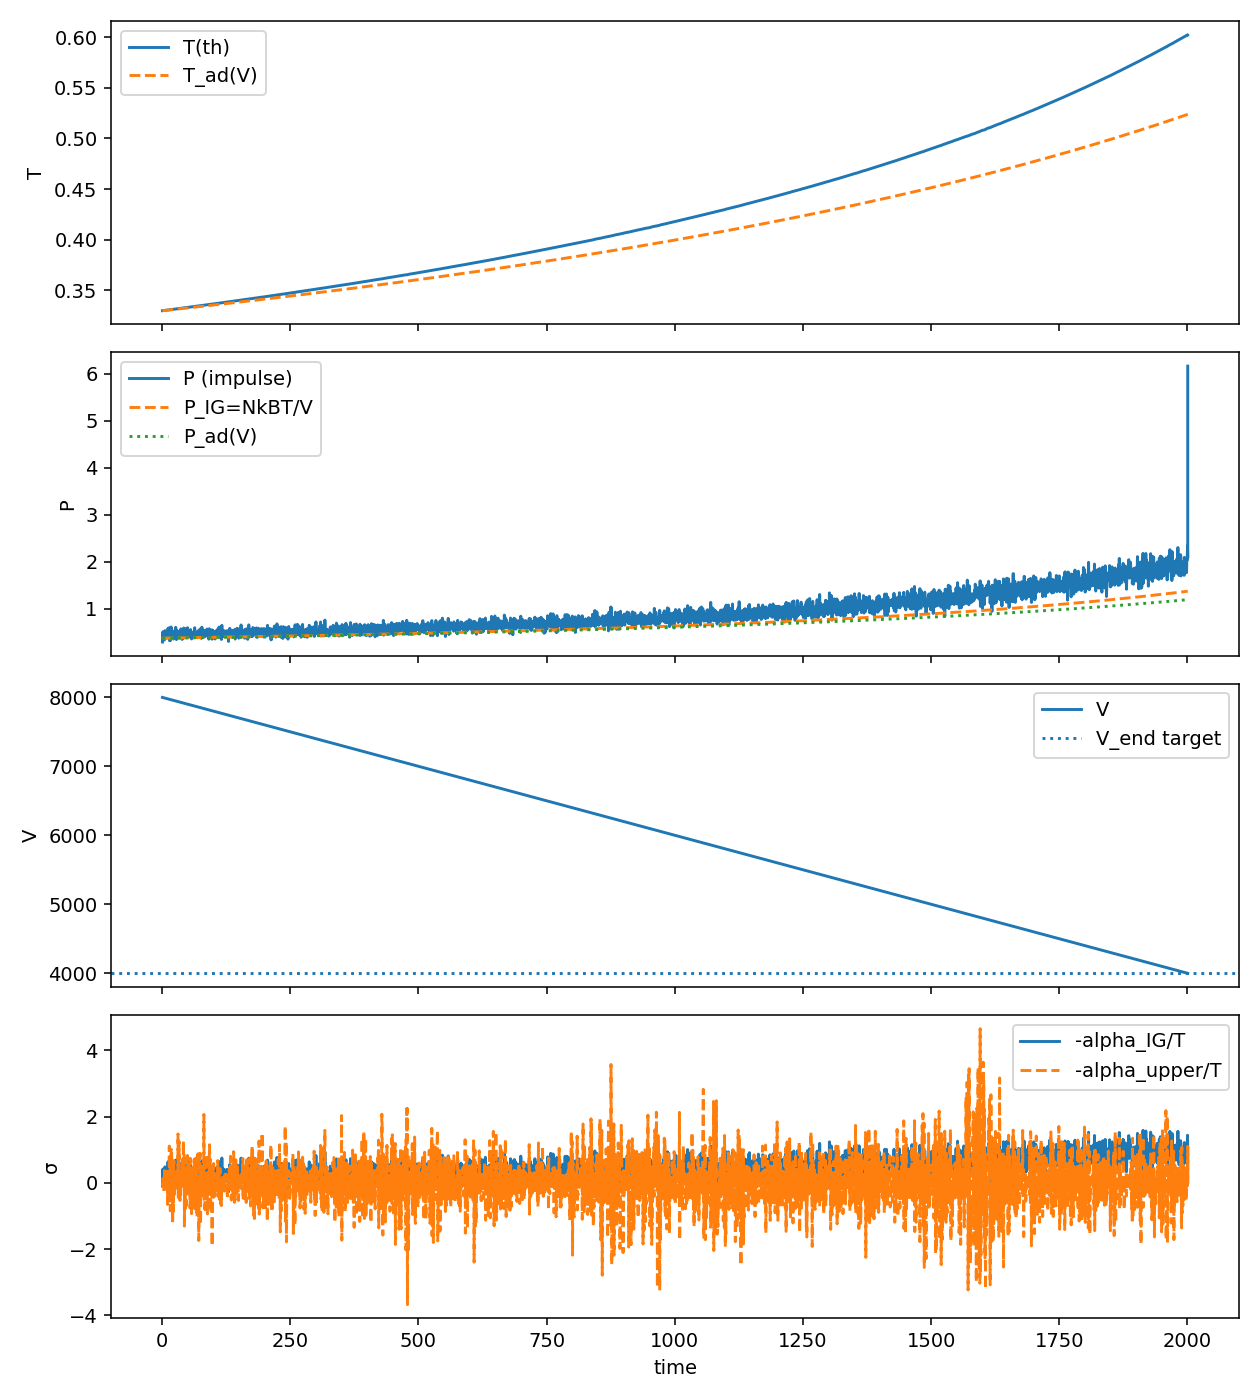 T(th)
T_ad(V)
0.60
0.55
0.50
0.45
0.40
0.35
T
P (impulse)
P_IG=NkBT/V
P_ad(V)
6
5
4
3
2
1
P
V
V_end target
8000
7000
6000
5000
4000
V
-alpha_IG/T
-alpha_upper/T
4
2
0
−2
−4
σ
0 250 500 750 1000 1250 1500 1750 2000
time